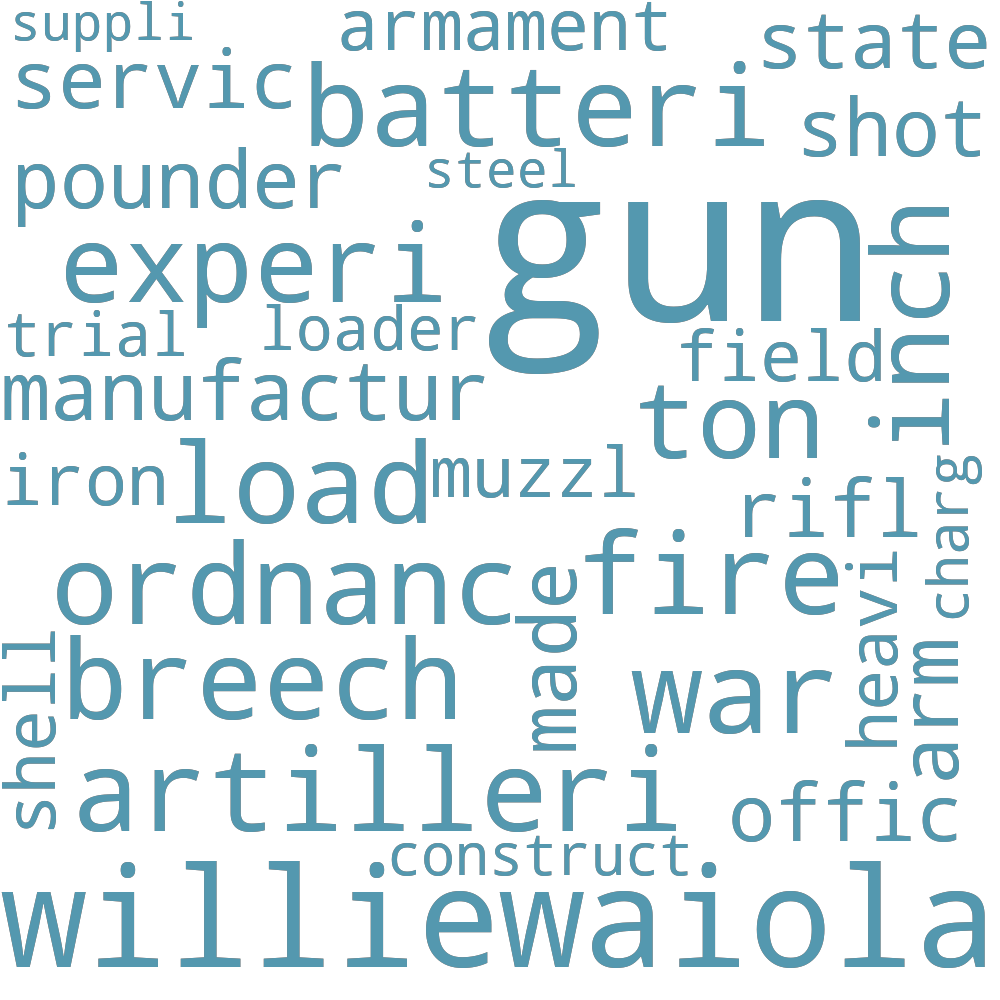 suppli
armament
state
servic
batteri
shot
pounder
steel
gun
inch
experi
trial
loader
field
manufactur
ton
iron
load
muzzl
rifl
charg
ordnanc
fire
made
heavi
shell
breech
war
arm
artilleri
offic
construct
williewaiola